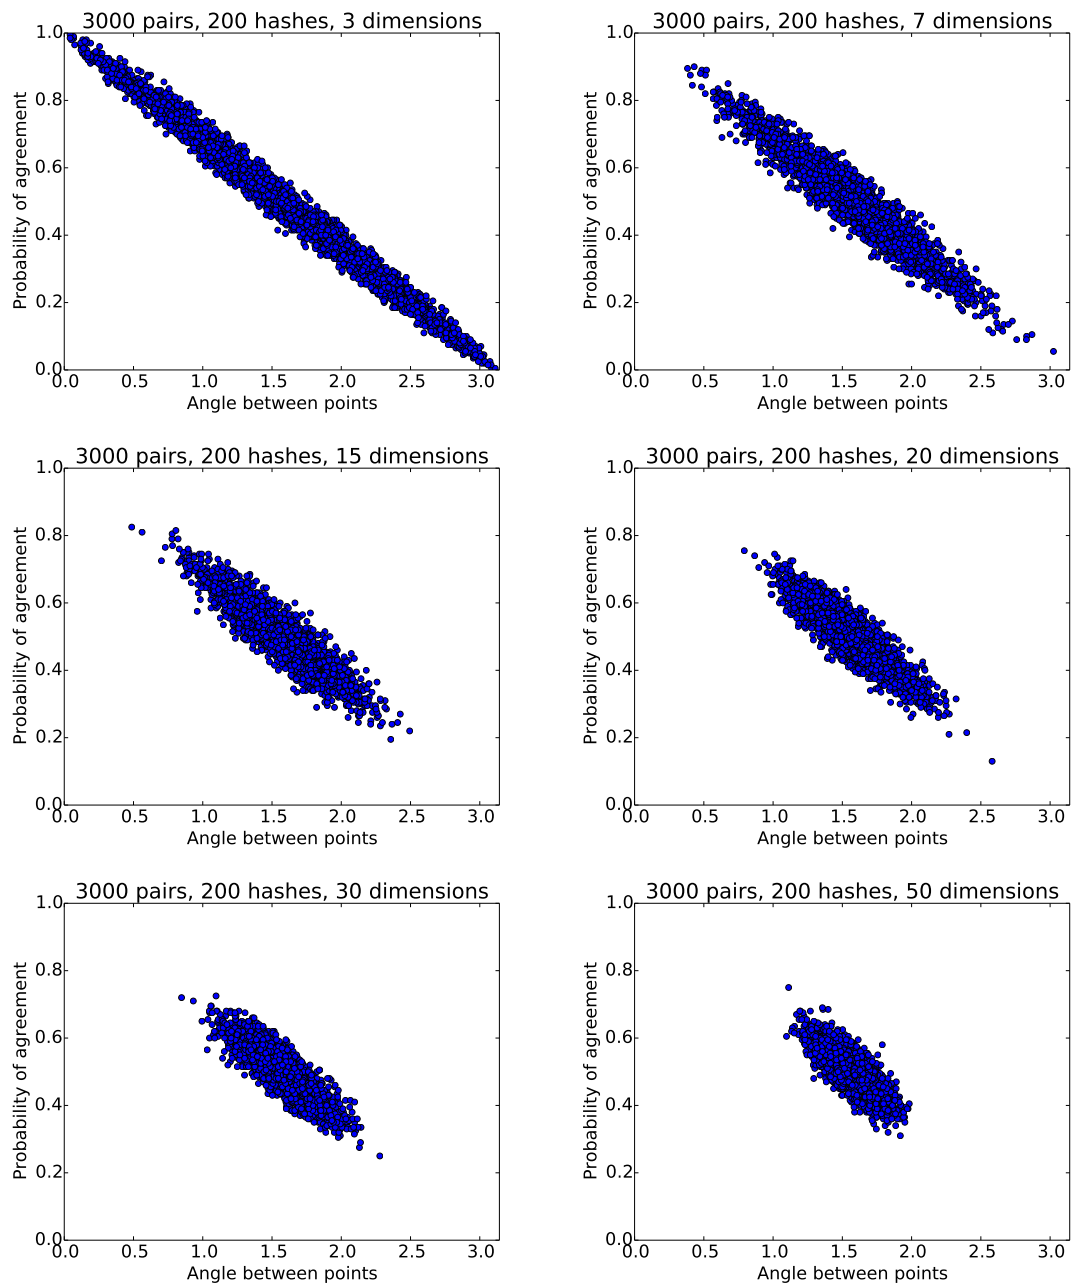 3000 pairs, 200 hashes, 3 dimensions
1.0
0.8
0.6
0.4
0.2
0.0
Probability of agreement
0.0 0.5 1.0 1.5 2.0 2.5 3.0
Angle between points
3000 pairs, 200 hashes, 7 dimensions
1.0
0.8
0.6
0.4
0.2
0.0
Probability of agreement
0.0 0.5 1.0 1.5 2.0 2.5 3.0
Angle between points
3000 pairs, 200 hashes, 15 dimensions
1.0
0.8
0.6
0.4
0.2
0.0
Probability of agreement
0.0 0.5 1.0 1.5 2.0 2.5 3.0
Angle between points
3000 pairs, 200 hashes, 20 dimensions
1.0
0.8
0.6
0.4
0.2
0.0
Probability of agreement
0.0 0.5 1.0 1.5 2.0 2.5 3.0
Angle between points
3000 pairs, 200 hashes, 30 dimensions
1.0
0.8
0.6
0.4
0.2
0.0
Probability of agreement
0.0 0.5 1.0 1.5 2.0 2.5 3.0
Angle between points
3000 pairs, 200 hashes, 50 dimensions
1.0
0.8
0.6
0.4
0.2
0.0
Probability of agreement
0.0 0.5 1.0 1.5 2.0 2.5 3.0
Angle between points